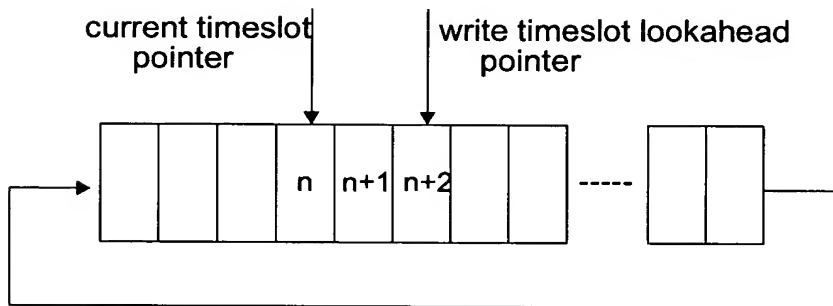 current timeslot
pointer
write timeslot lookahead
pointer
n n+1 n+2